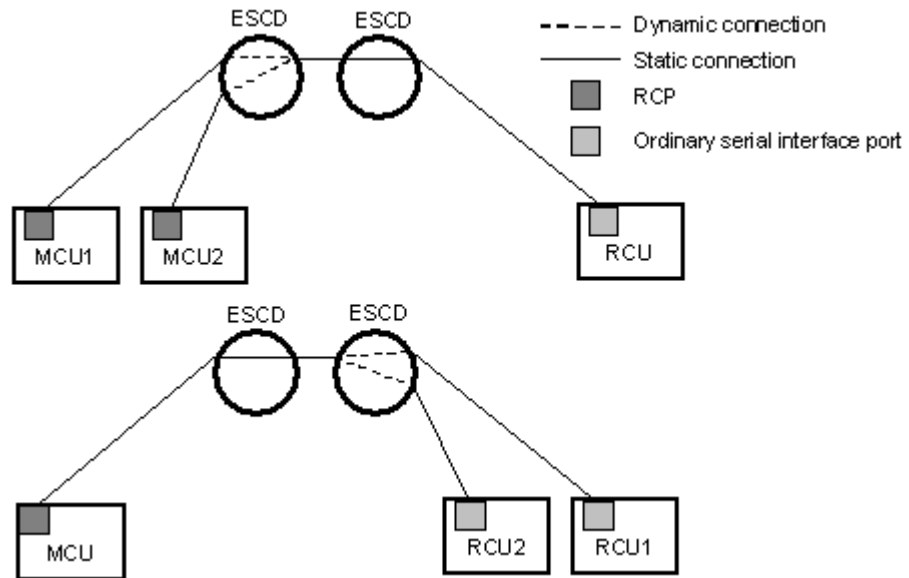 ESCD ESCD
Dynamic connection
Static connection
RCP
Ordinary serial interface port
MCU1 MCU2 RCU
ESCD ESCD
MCU RCU2 RCU1